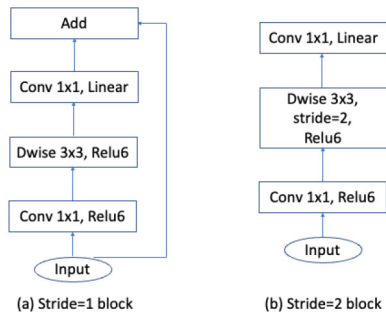 Add
Conv 1x1, Linear
Dwise 3x3, Relu6
Conv 1x1, Relu6
Input
(a) Stride=1 block
Conv 1x1, Linear
Dwise 3x3,
stride=2,
Relu6
Conv 1x1, Relu6
Input
(b) Stride=2 block